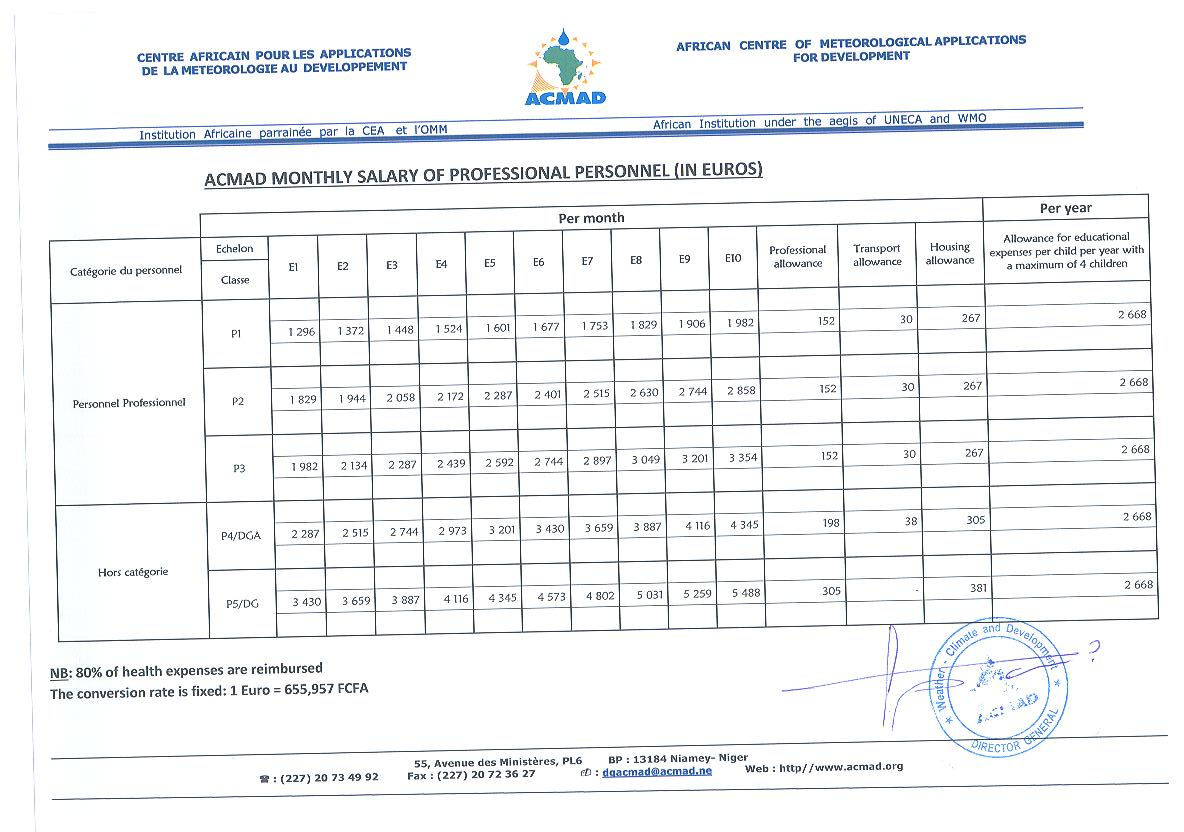 CENTRE AFRICAIN POUR LES APPLICATIONS
DE LA METEOROLOGIE AU DEVELOPPEMENT
ACMAD
AFRICAN CENTRE OF METEOROLOGICAL APPLICATIONS
FOR DEVELOPMENT
Institution Africaine parrainée par la CEA et l'OMM
African Institution under the aegis of UNECA and WMO
ACMAD MONTHLY SALARY OF PROFESSIONAL PERSONNEL (IN EUROS)
Per month
Per year
Catégorie du personnel
Echelon
Classe
E1 E2 E3 E4 E5 E6 E7 E8 E9 E10
Professional
allowance
Transport
allowance
Housing
allowance
Allowance for educational
expenses per child per year with
a maximum of 4 children
Personnel Professionnel
P1 1 296 1 372 1 448 1 524 1 601 1 677 1 753 1 829 1 906 1 982 152 30 267 2 668
P2 1 829 1 944 2 058 2 172 2 287 2 401 2 515 2 630 2 744 2 858 152 30 267 2 668
P3 1 982 2 134 2 287 2 439 2 592 2 744 2 897 3 049 3 201 3 354 152 30 267 2 668
Hors catégorie
P4/DGA 2 287 2 515 2 744 2 973 3 201 3 430 3 659 3 887 4 116 4 345 198 38 305 2 668
P5/DG 3 430 3 659 3 887 4 116 4 345 4 573 4 802 5 031 5 259 5 488 305 - 381 2 668
NB: 80% of health expenses are reimbursed
The conversion rate is fixed: 1 Euro = 655,957 FCFA
Weather - Climate and Development
ACMAD
DIRECTOR GENERAL
55, Avenue des Ministères, PL6 BP : 13184 Niamey- Niger
☎ : (227) 20 73 49 92 Fax : (227) 20 72 36 27 : dgacmad@acmad.ne Web : http//www.acmad.org